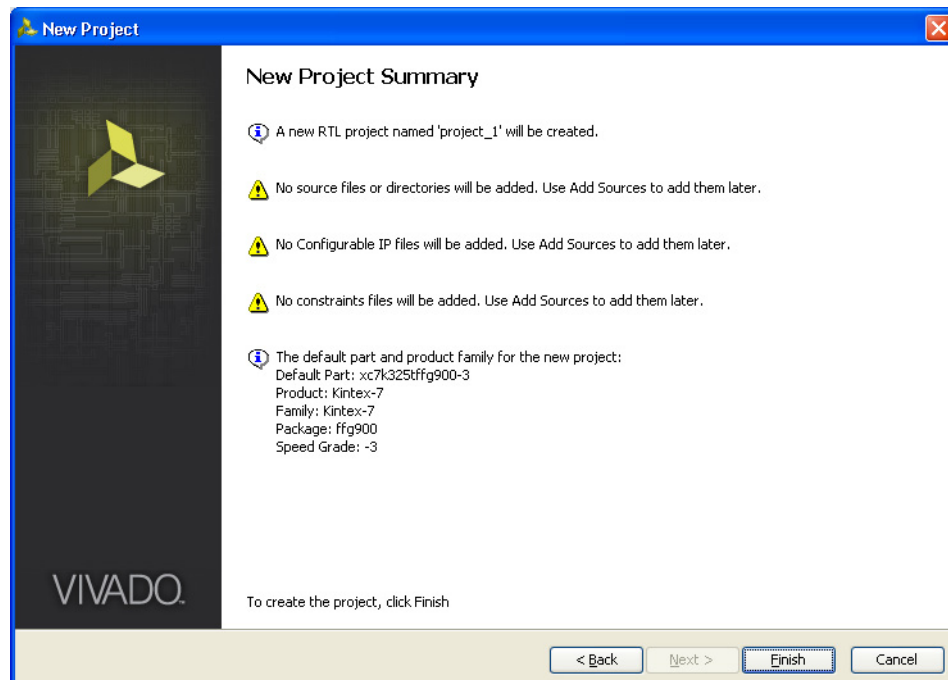 New Project
New Project Summary
A new RTL project named 'project_1' will be created.
No source files or directories will be added. Use Add Sources to add them later.
No Configurable IP files will be added. Use Add Sources to add them later.
No constraints files will be added. Use Add Sources to add them later.
The default part and product family for the new project:
Default Part: xc7k325tffg900-3
Product: Kintex-7
Family: Kintex-7
Package: ffg900
Speed Grade: -3
VIVADO™
To create the project, click Finish
< Back Next > Finish Cancel